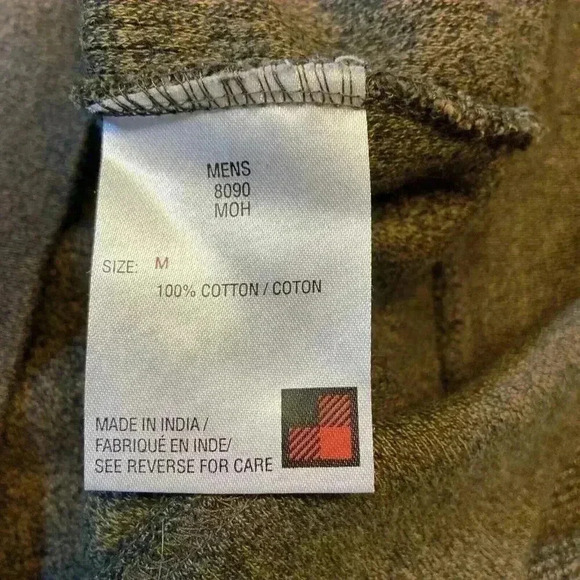 MENS
8090
MOH
SIZE: M
100% COTTON / COTON
MADE IN INDIA /
FABRIQUÉ EN INDE/
SEE REVERSE FOR CARE